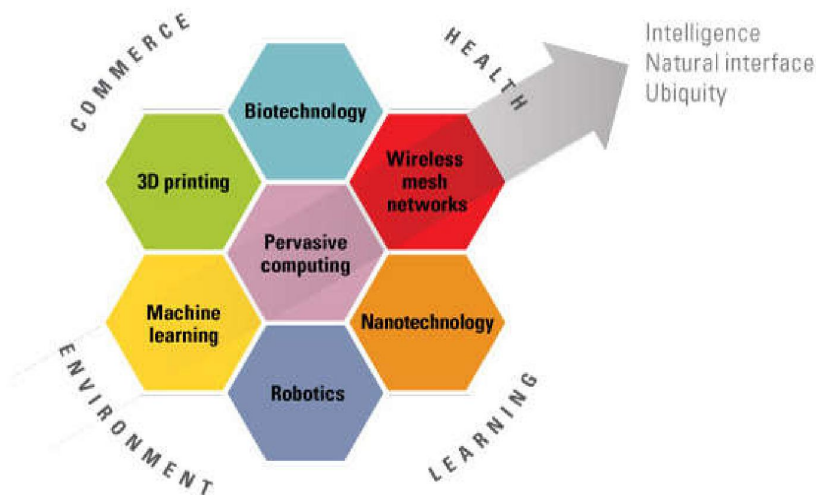 COMMERCE
HEALTH
Intelligence
Natural interface
Ubiquity
Biotechnology
3D printing
Wireless
mesh
networks
Pervasive
computing
Machine
learning
Nanotechnology
Robotics
ENVIRONMENT
LEARNING